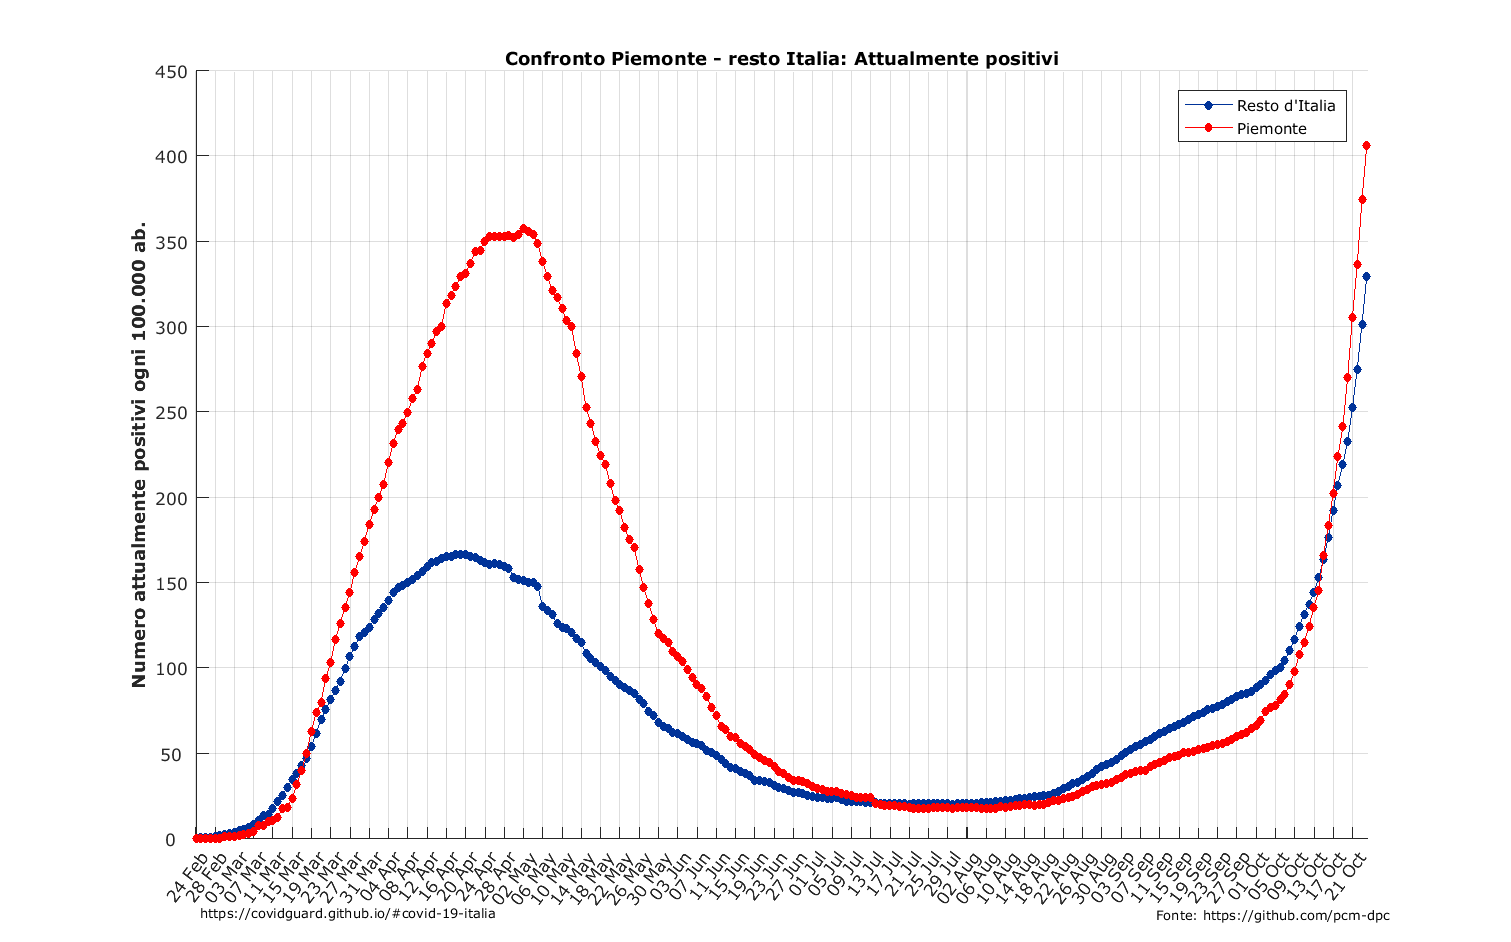 Confronto Piemonte - resto Italia: Attualmente positivi
Numero attualmente positivi ogni 100.000 ab.
450
400
350
300
250
200
150
100
50
0
Resto d'Italia
Piemonte
24 Feb
28 Feb
03 Mar
07 Mar
11 Mar
15 Mar
19 Mar
23 Mar
27 Mar
31 Mar
04 Apr
08 Apr
12 Apr
16 Apr
20 Apr
24 Apr
28 Apr
02 May
06 May
10 May
14 May
18 May
22 May
26 May
30 May
03 Jun
07 Jun
11 Jun
15 Jun
19 Jun
23 Jun
27 Jun
01 Jul
05 Jul
09 Jul
13 Jul
17 Jul
21 Jul
25 Jul
29 Jul
02 Aug
06 Aug
10 Aug
14 Aug
18 Aug
22 Aug
26 Aug
30 Aug
03 Sep
07 Sep
11 Sep
15 Sep
19 Sep
23 Sep
27 Sep
01 Oct
05 Oct
09 Oct
13 Oct
17 Oct
21 Oct
https://covidguard.github.io/#covid-19-italia
Fonte: https://github.com/pcm-dpc